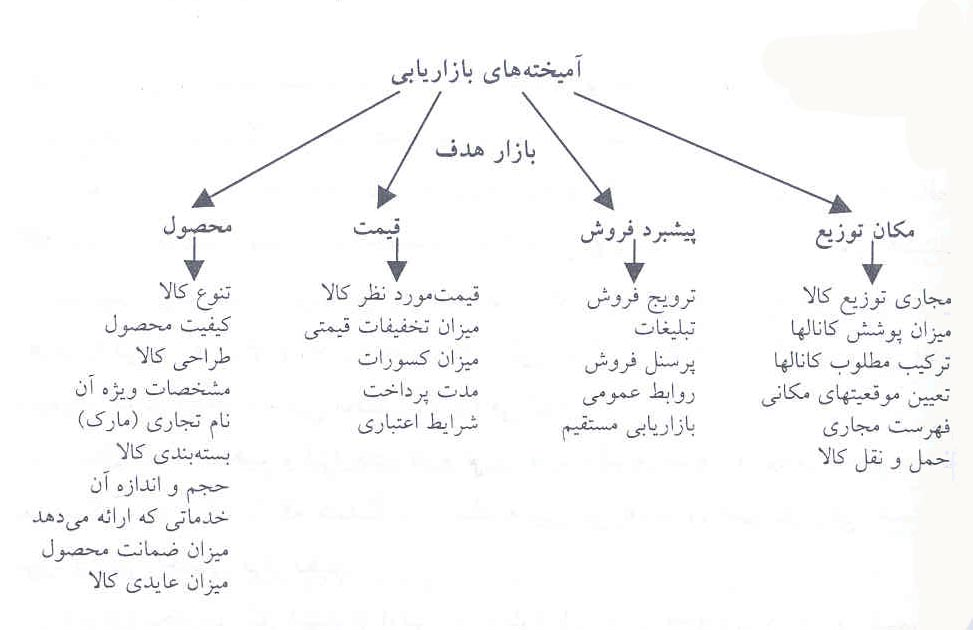 آمیخته‌های بازاریابی
بازار هدف
مکان توزیع
مجاری توزیع کالا
میزان پوشش کانالها
ترکیب مطلوب کانالها
تعیین موقعیتهای مکانی
فهرست مجاری
حمل و نقل کالا
پیشبرد فروش
ترویج فروش
تبلیغات
پرسنل فروش
روابط عمومی
بازاریابی مستقیم
قیمت
قیمت‌مورد نظر کالا
میزان تخفیفات قیمتی
میزان کسورات
مدت پرداخت
شرایط اعتباری
محصول
تنوع کالا
کیفیت محصول
طراحی کالا
مشخصات ویژه آن
نام تجاری (مارک)
بسته‌بندی کالا
حجم و اندازه آن
خدماتی که ارائه می‌دهد
میزان ضمانت محصول
میزان عایدی کالا